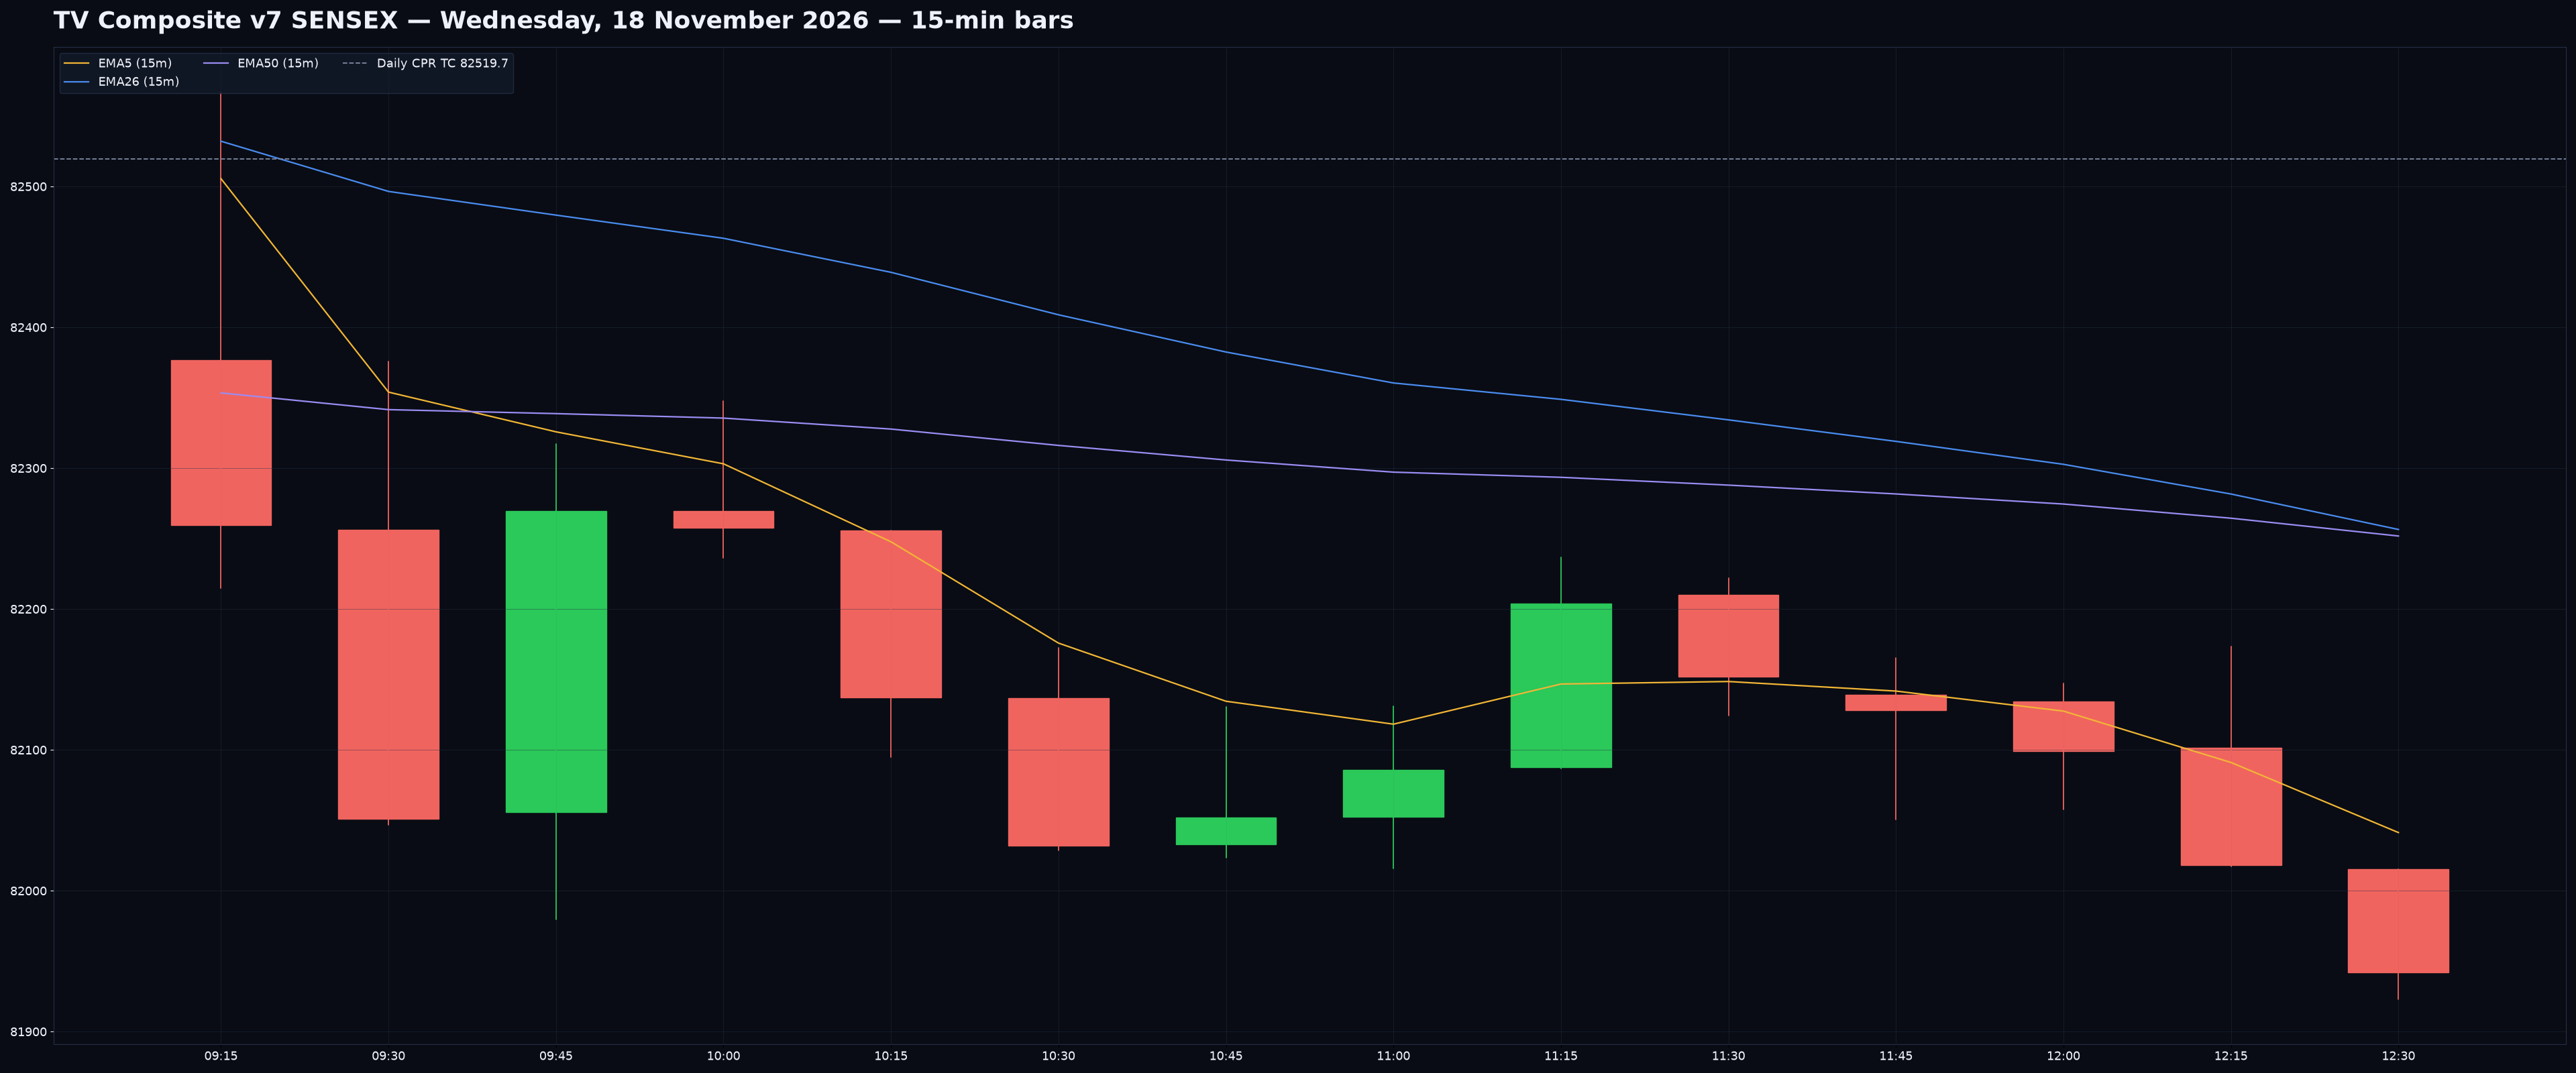 TV Composite v7 SENSEX — Wednesday, 18 November 2026 — 15-min bars
EMA5 (15m) EMA50 (15m) Daily CPR TC 82519.7
EMA26 (15m)
82500
82400
82300
82200
82100
82000
81900
09:15 09:30 09:45 10:00 10:15 10:30 10:45 11:00 11:15 11:30 11:45 12:00 12:15 12:30